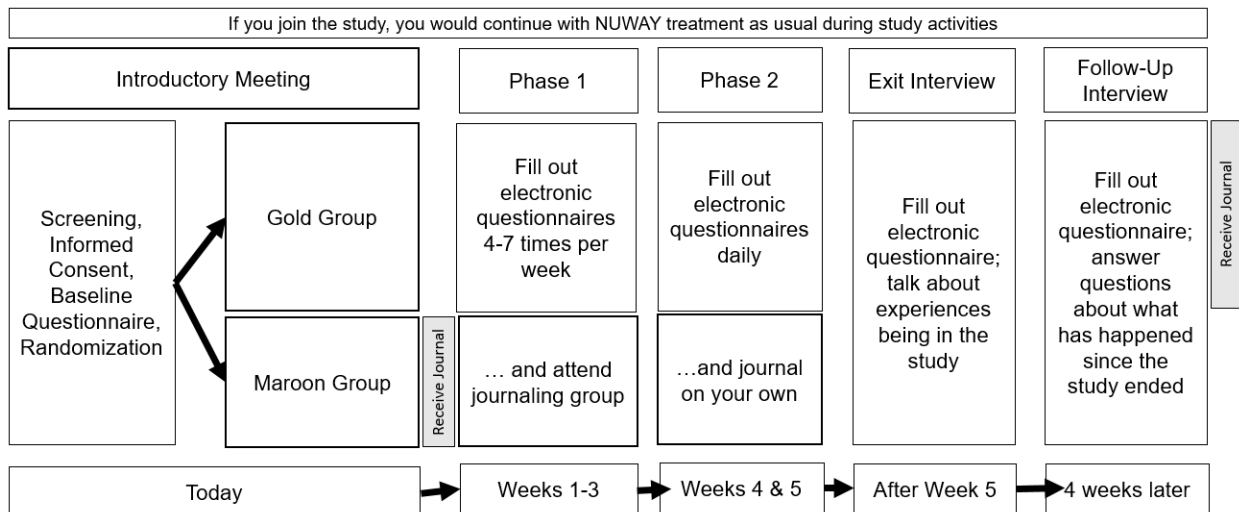 If you join the study, you would continue with NUWAY treatment as usual during study activities
Introductory Meeting
Phase 1
Phase 2
Exit Interview
Follow-Up
Interview
Screening,
Informed
Consent,
Baseline
Questionnaire,
Randomization
Gold Group
Maroon Group
Receive Journal
Fill out
electronic
questionnaires
4-7 times per
week
… and attend
journaling group
Fill out
electronic
questionnaires
daily
…and journal
on your own
Fill out
electronic
questionnaire;
talk about
experiences
being in the
study
Fill out
electronic
questionnaire;
answer
questions
about what
has happened
since the
study ended
Receive Journal
Today
Weeks 1-3
Weeks 4 & 5
After Week 5
4 weeks later